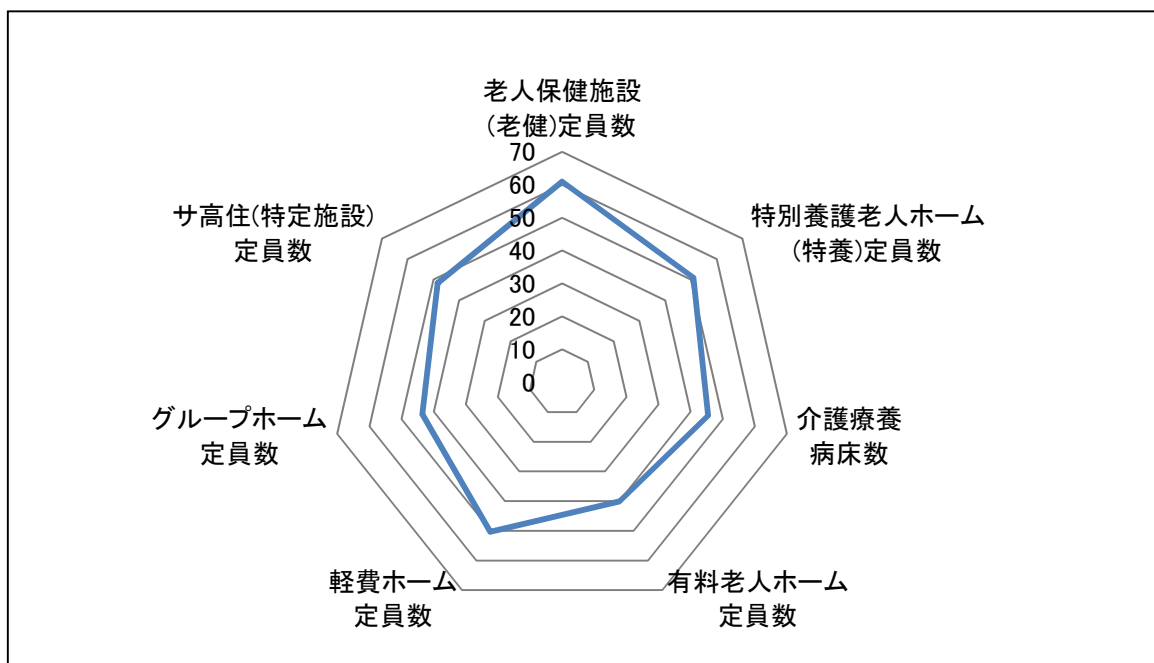 老人保健施設
(老健)定員数
特別養護老人ホーム
(特養)定員数
介護療養
病床数
有料老人ホーム
定員数
軽費ホーム
定員数
グループホーム
定員数
サ高住(特定施設)
定員数
70
60
50
40
30
20
10
0